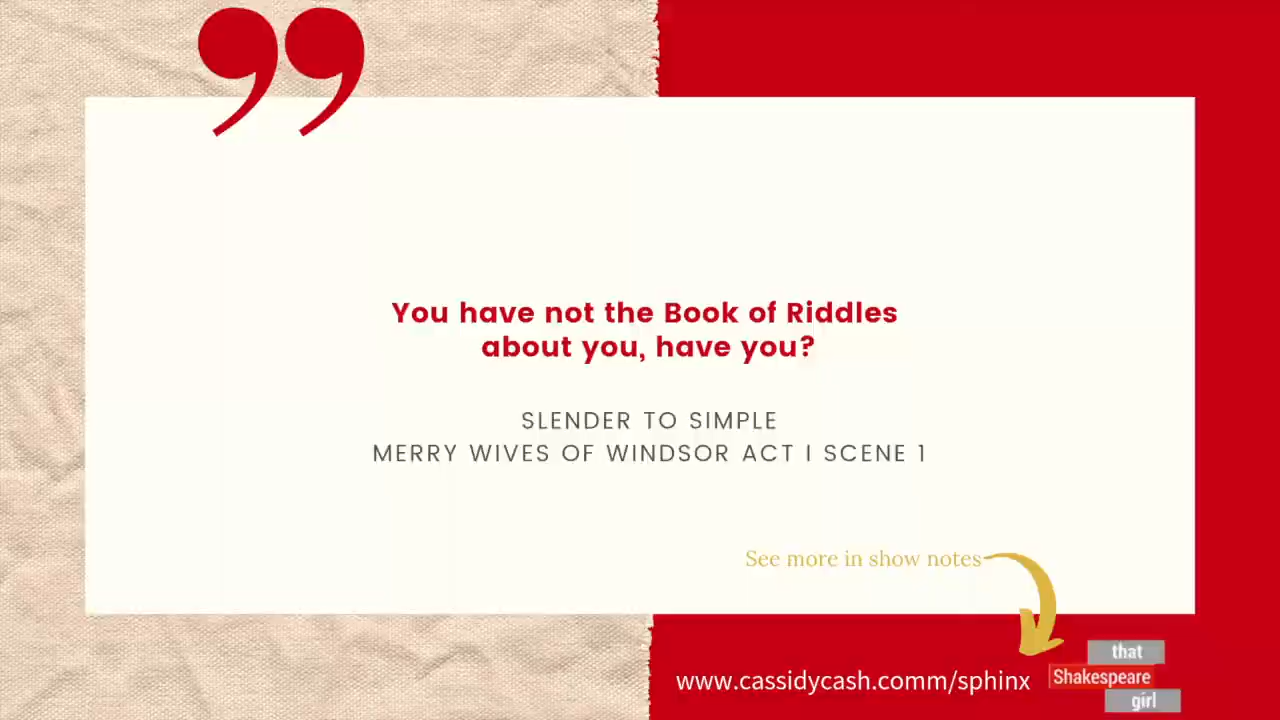 You have not the Book of Riddles
about you, have you?
SLENDER TO SIMPLE
MERRY WIVES OF WINDSOR ACT I SCENE 1
See more in show notes
www.cassidycash.comm/sphinx
that
Shakespeare
girl